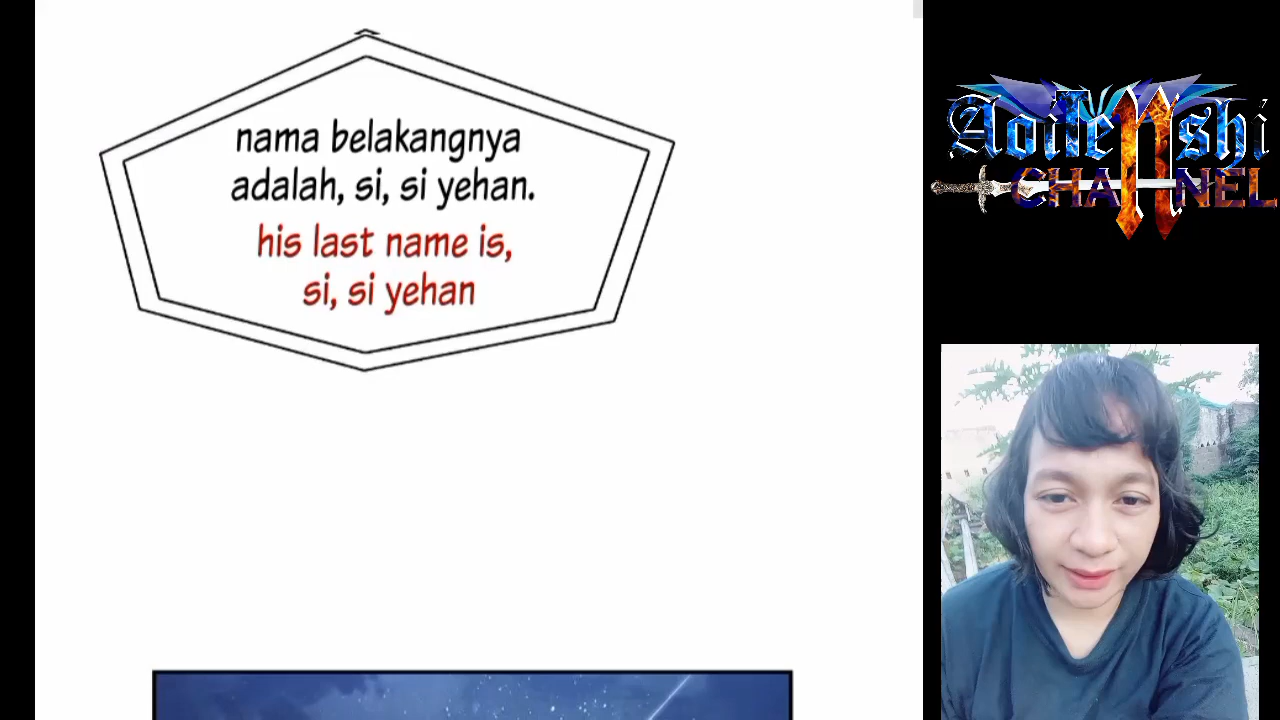 nama belakangnya
adalah, si, si yehan.
his last name is,
si, si yehan
Aoitenshi
CHANNEL